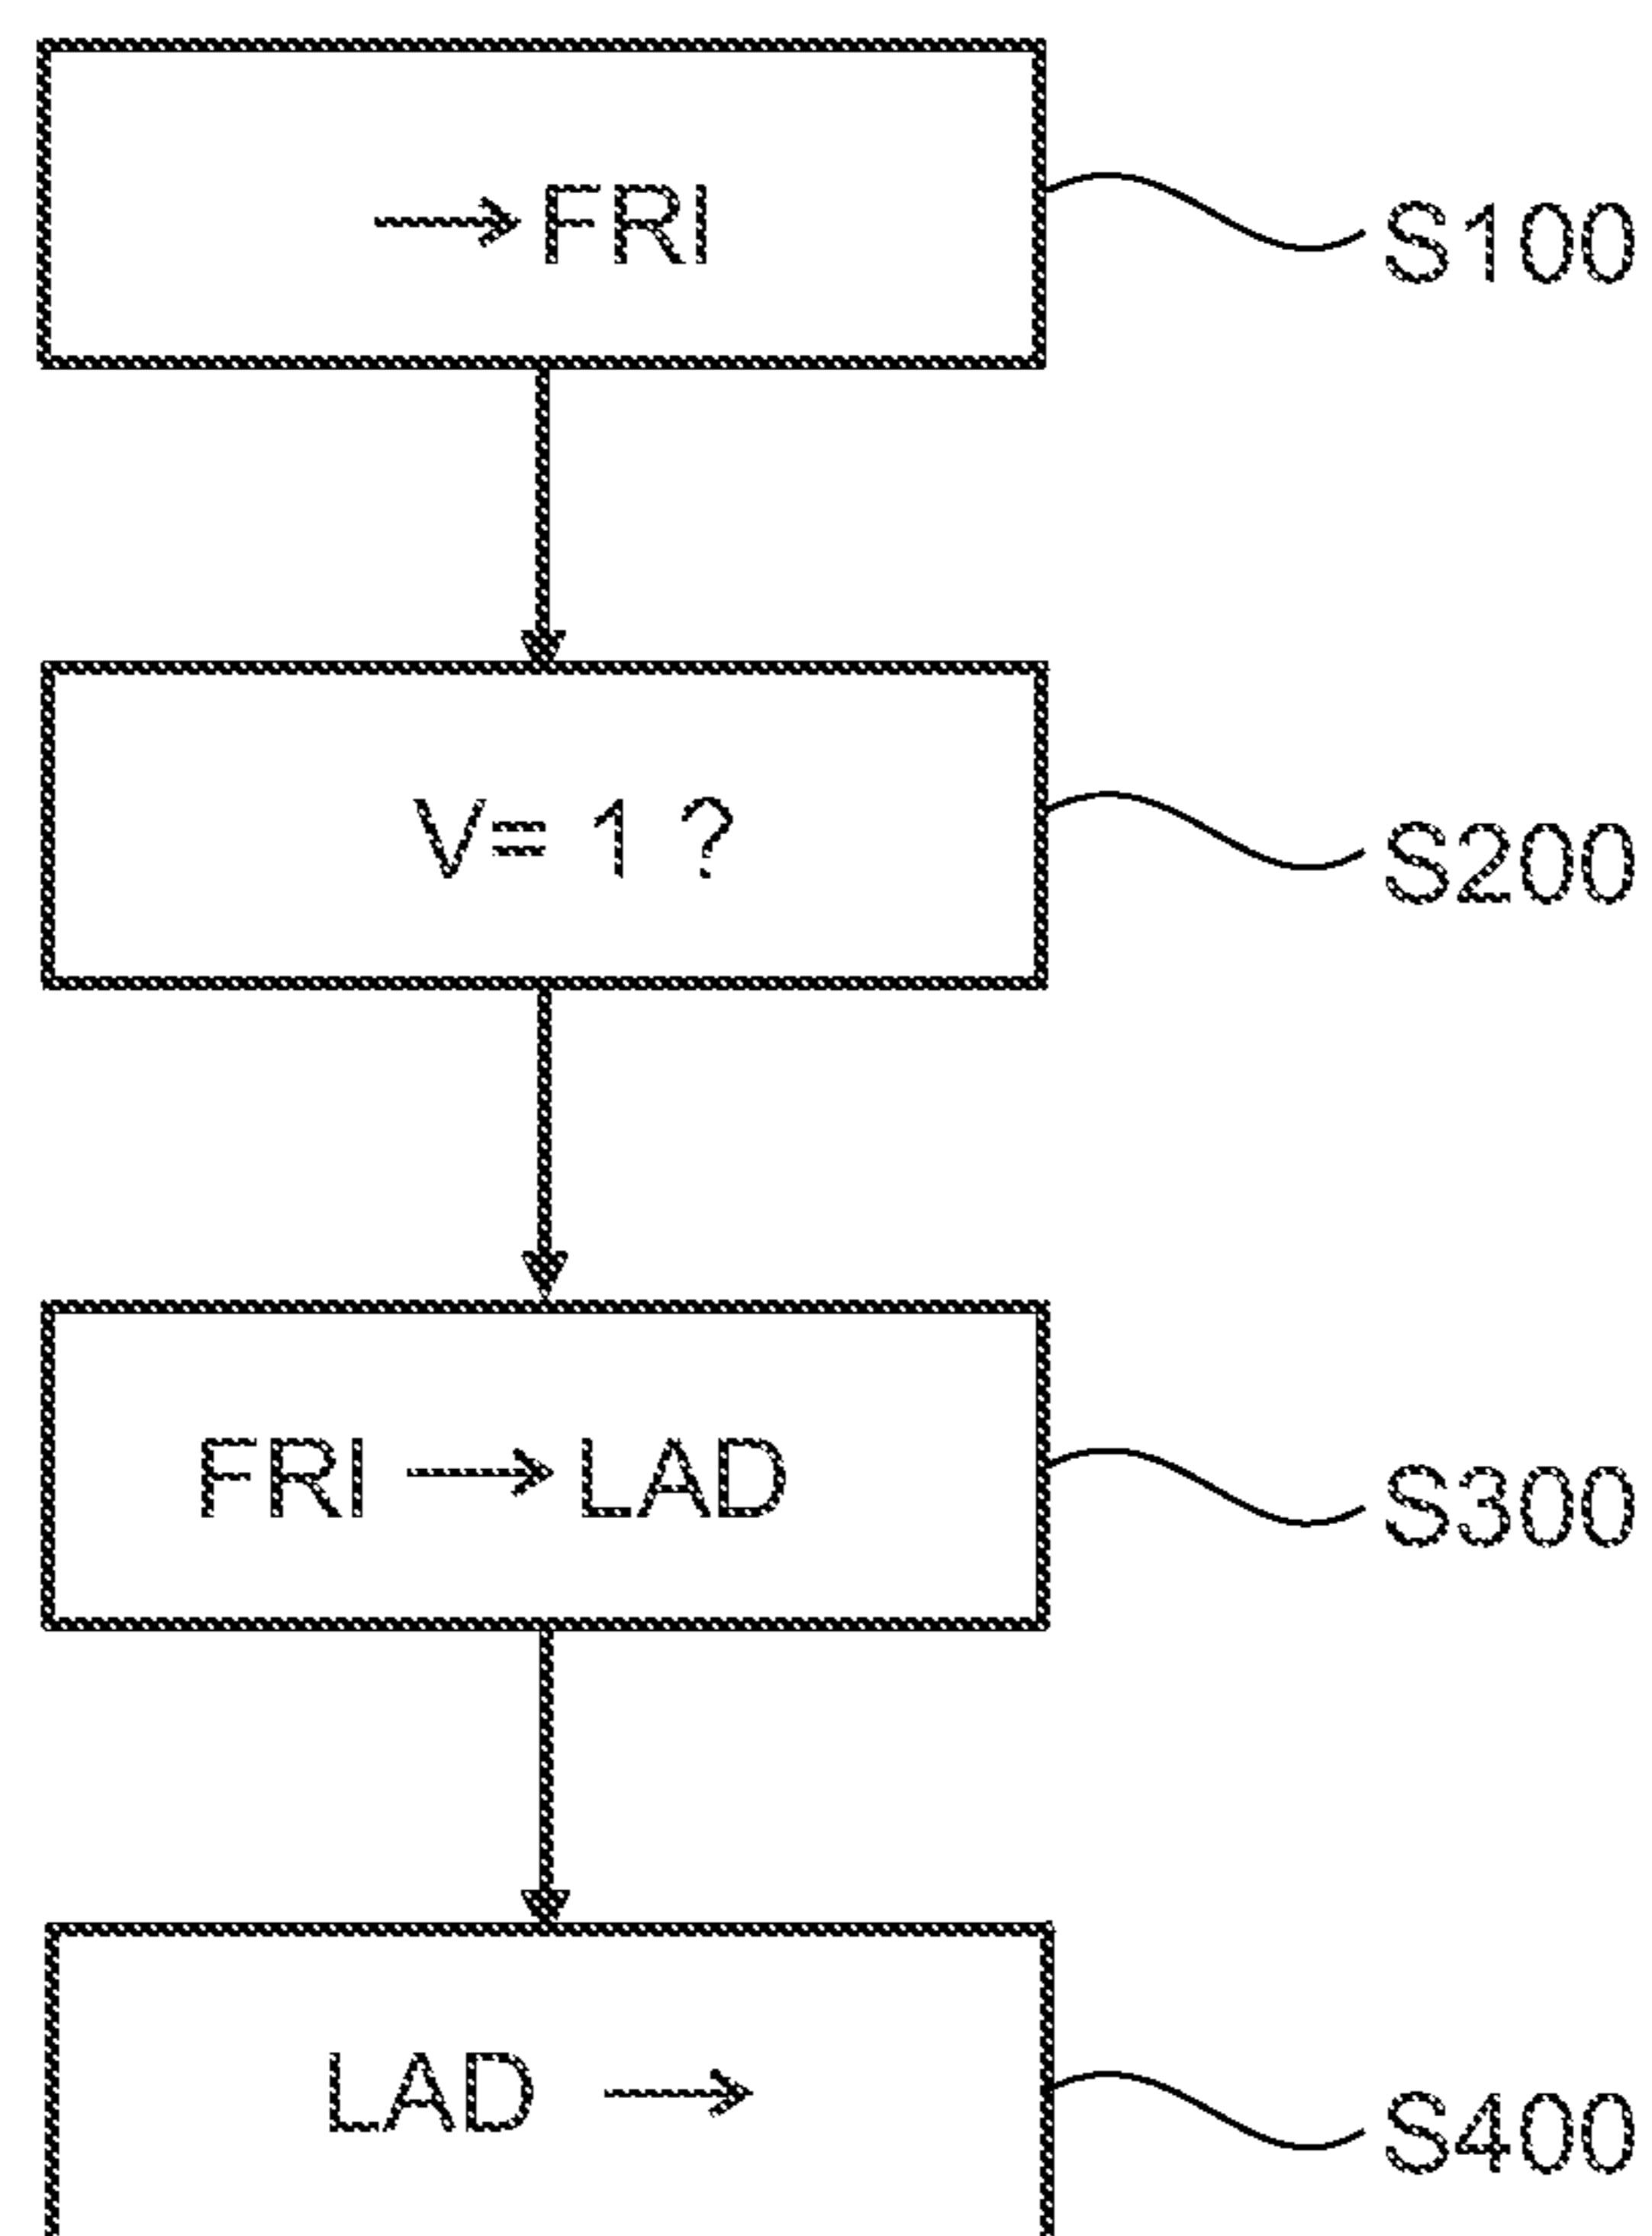 → FRI
S100
V= 1 ?
S200
FRI → LAD
S300
LAD →
S400